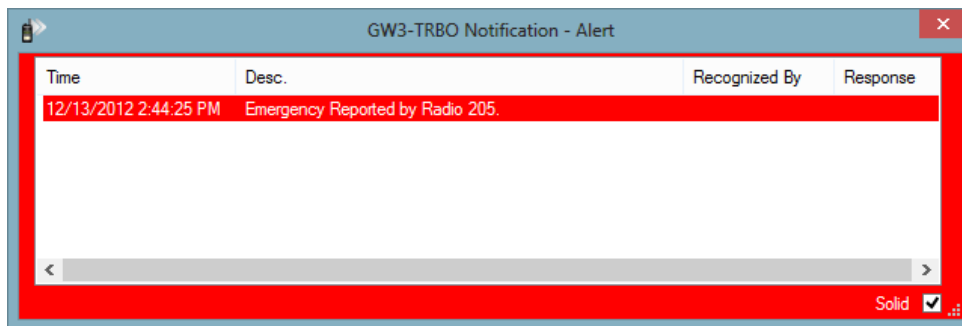 GW3-TRBO Notification - Alert
Time Desc. Recognized By Response
12/13/2012 2:44:25 PM Emergency Reported by Radio 205.
Solid